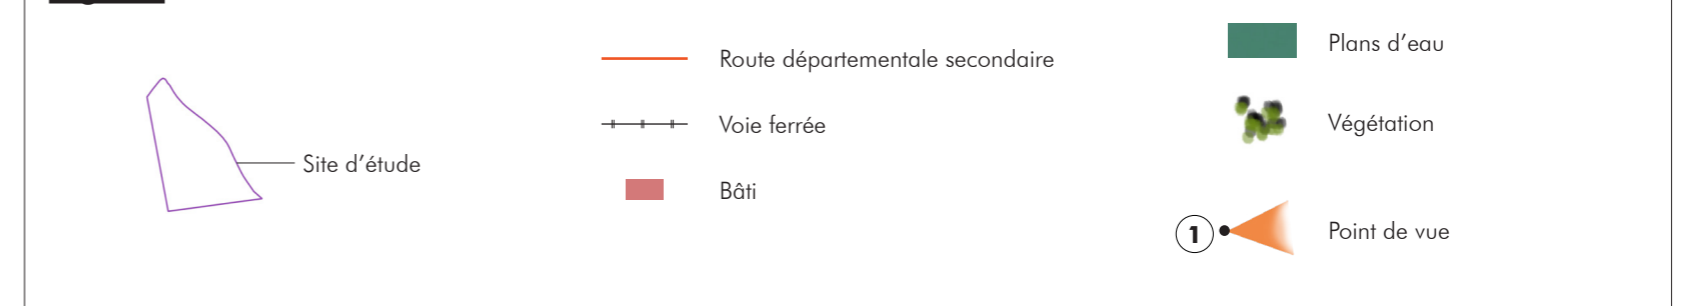 Site d’étude
Route départementale secondaire
Voie ferrée
Bâti
Plans d’eau
Végétation
1
Point de vue